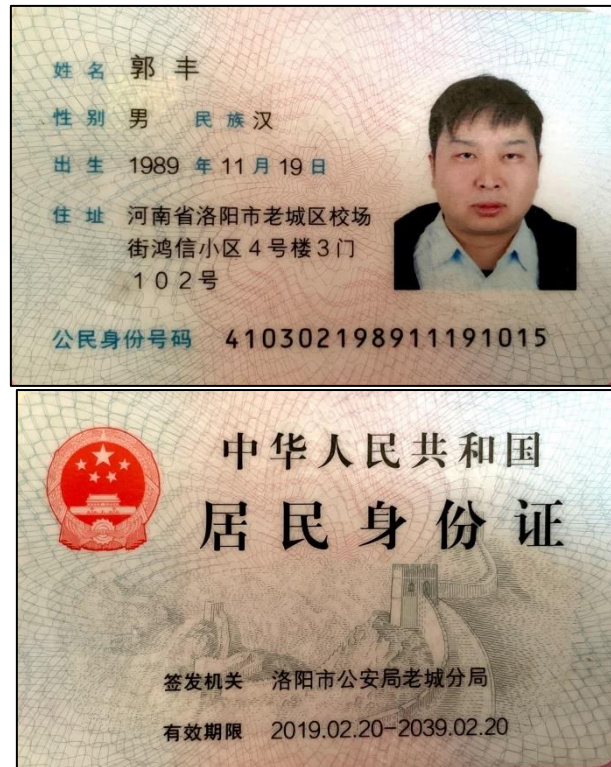 姓名 郭丰
性别 男 民族 汉
出生 1989 年 11 月 19 日
住址 河南省洛阳市老城区校场
街鸿信小区4号楼3门
102号
公民身份号码 410302198911191015
中华人民共和国
居民身份证
签发机关 洛阳市公安局老城分局
有效期限 2019.02.20-2039.02.20